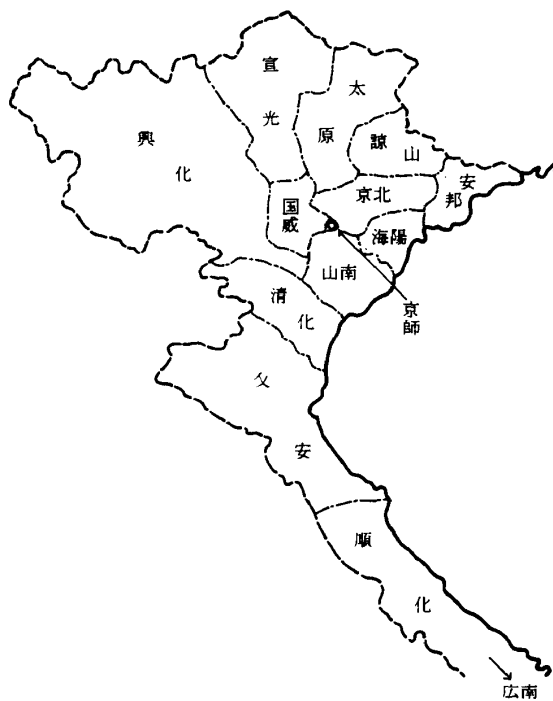 宣光
太原
興化
諒山
安邦
京北
国威
海陽
山南
京師
清化
乂安
順化
広南